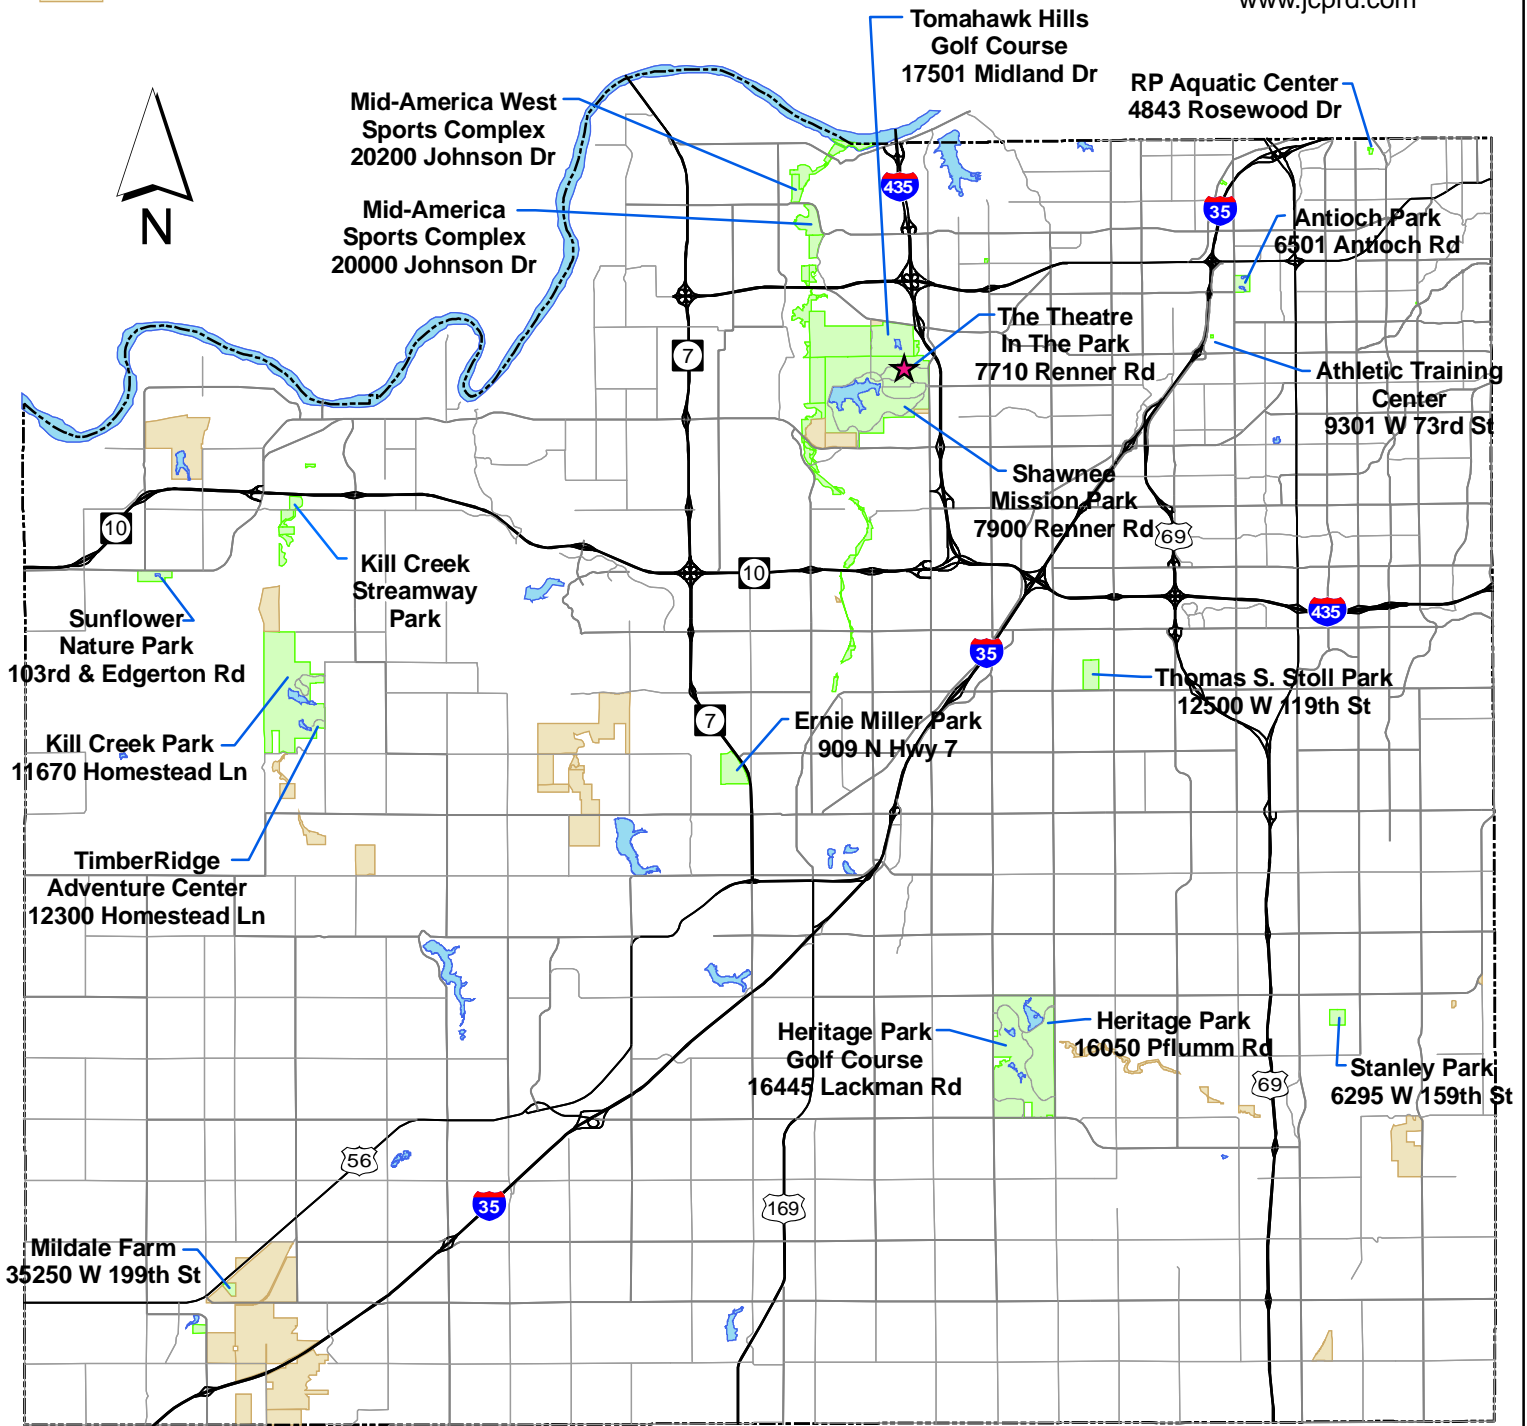 www.jcprd.com
Tomahawk Hills
Golf Course
17501 Midland Dr
RP Aquatic Center
4843 Rosewood Dr
Mid-America West
Sports Complex
20200 Johnson Dr
N
435
35
Mid-America
Sports Complex
20000 Johnson Dr
Antioch Park
6501 Antioch Rd
The Theatre
In The Park
7710 Renner Rd
7
Athletic Training
Center
9301 W 73rd St
Shawnee
Mission Park
7900 Renner Rd
10
69
Kill Creek
Streamway
Park
10
Sunflower
Nature Park
103rd & Edgerton Rd
435
35
Thomas S. Stoll Park
12500 W 119th St
7
Ernie Miller Park
909 N Hwy 7
Kill Creek Park
11670 Homestead Ln
TimberRidge
Adventure Center
12300 Homestead Ln
Heritage Park
Golf Course
16445 Lackman Rd
Heritage Park
16050 Pflumm Rd
69
Stanley Park
6295 W 159th St
56
35
169
Mildale Farm
35250 W 199th St